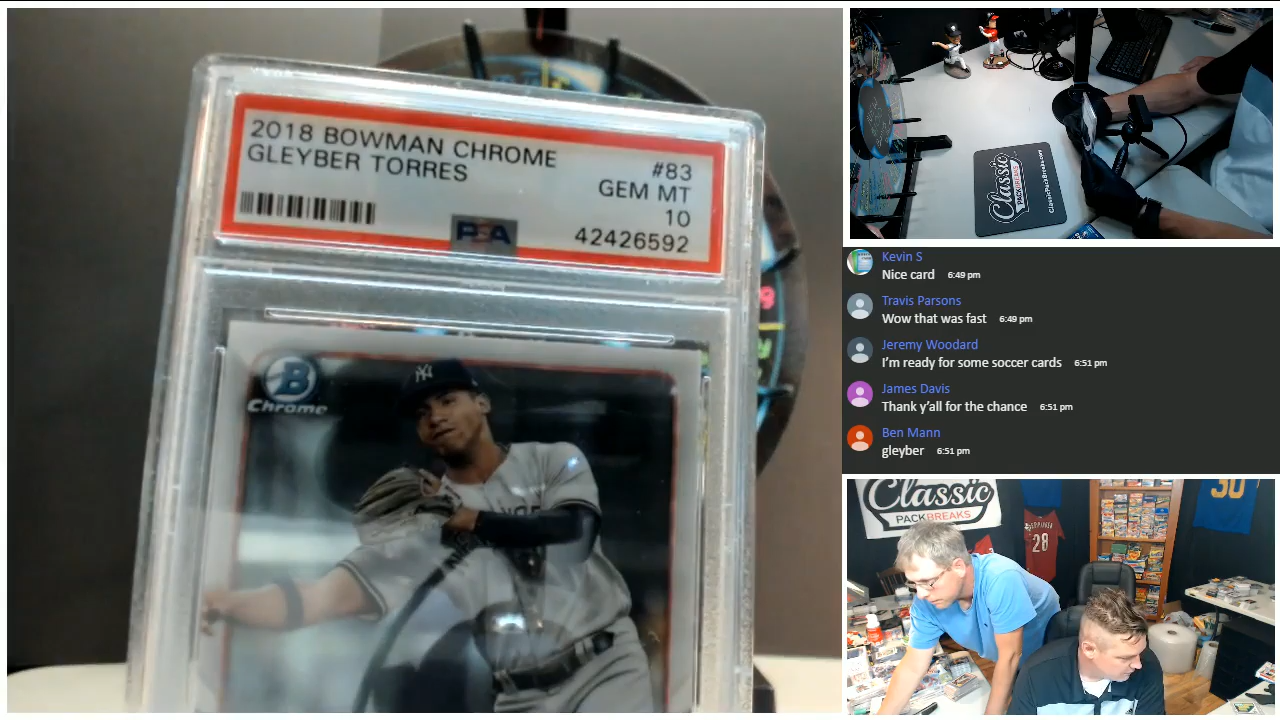 2018 BOWMAN CHROME
GLEYBER TORRES
#83
GEM MT
10
42426592
PSA
B
Chrome
NY
Classic
PACKBREAKS
ClassicPackBreaks.com
Kevin S
Nice card 6:49 pm
Travis Parsons
Wow that was fast 6:49 pm
Jeremy Woodard
I'm ready for some soccer cards 6:51 pm
James Davis
Thank y'all for the chance 6:51 pm
Ben Mann
gleyber 6:51 pm
Classic
PACKBREAKS
28
30